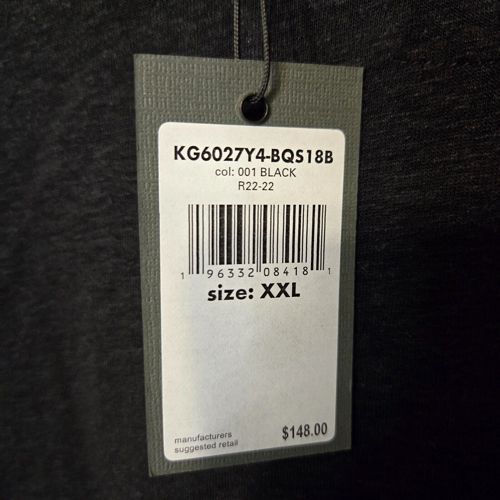 KG6027Y4-BQS18B
col: 001 BLACK
R22-22
1 96332 08418 1
size: XXL
manufacturers
suggested retail
$148.00